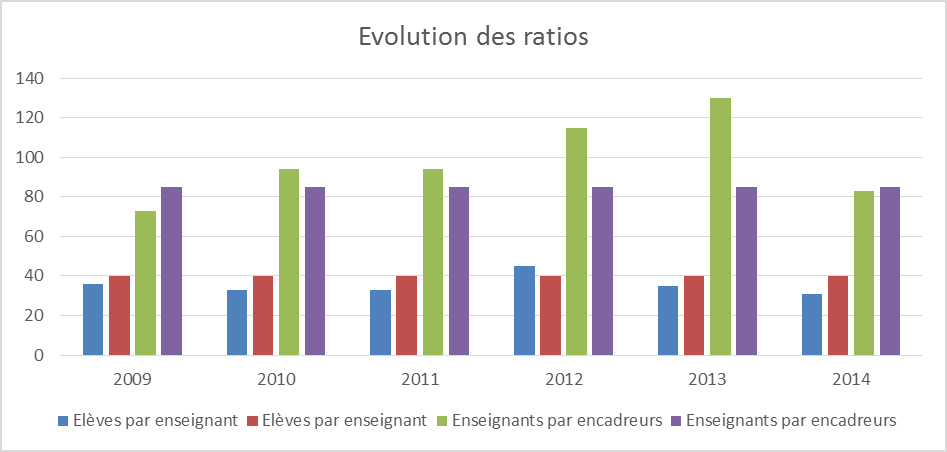 Evolution des ratios
140
120
100
80
60
40
20
0
2009 2010 2011 2012 2013 2014
Elèves par enseignant Elèves par enseignant Enseignants par encadreurs Enseignants par encadreurs